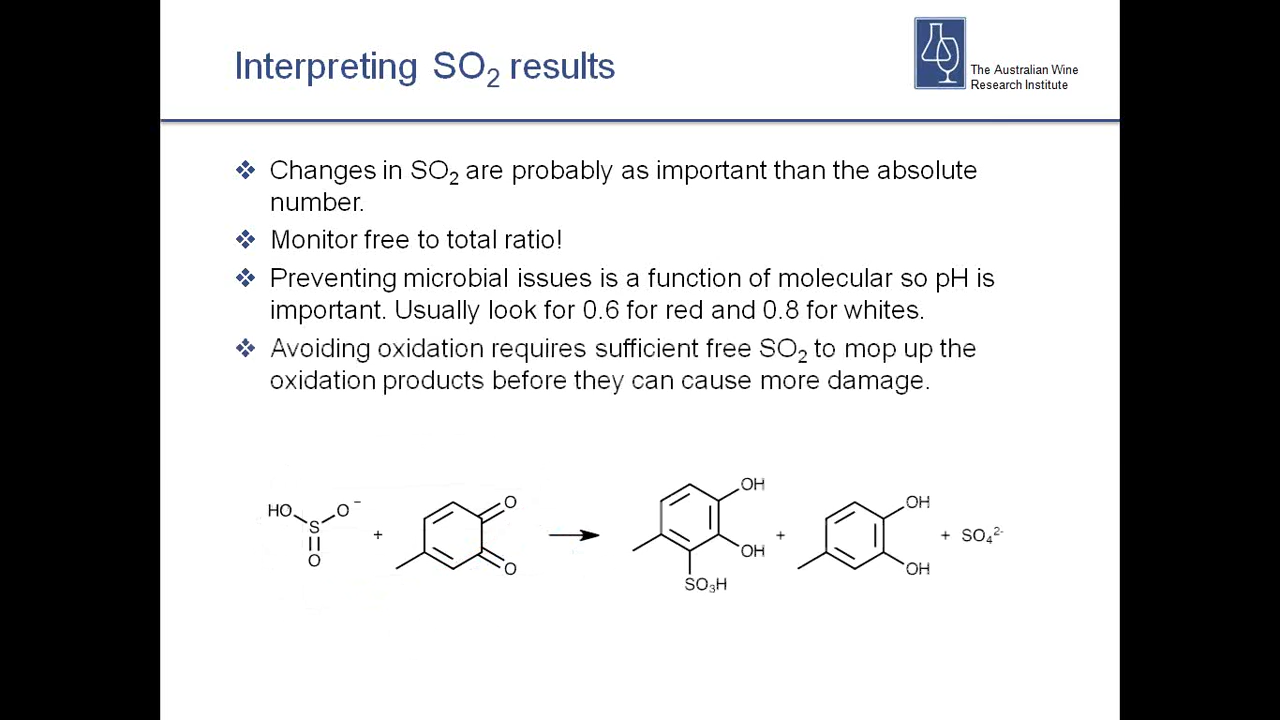 Interpreting SO₂ results
The Australian Wine
Research Institute
❖ Changes in SO₂ are probably as important than the absolute
number.
❖ Monitor free to total ratio!
❖ Preventing microbial issues is a function of molecular so pH is
important. Usually look for 0.6 for red and 0.8 for whites.
❖ Avoiding oxidation requires sufficient free SO₂ to mop up the
oxidation products before they can cause more damage.
HO S O⁻ O + O O OH OH SO₃H + OH OH + SO₄²⁻